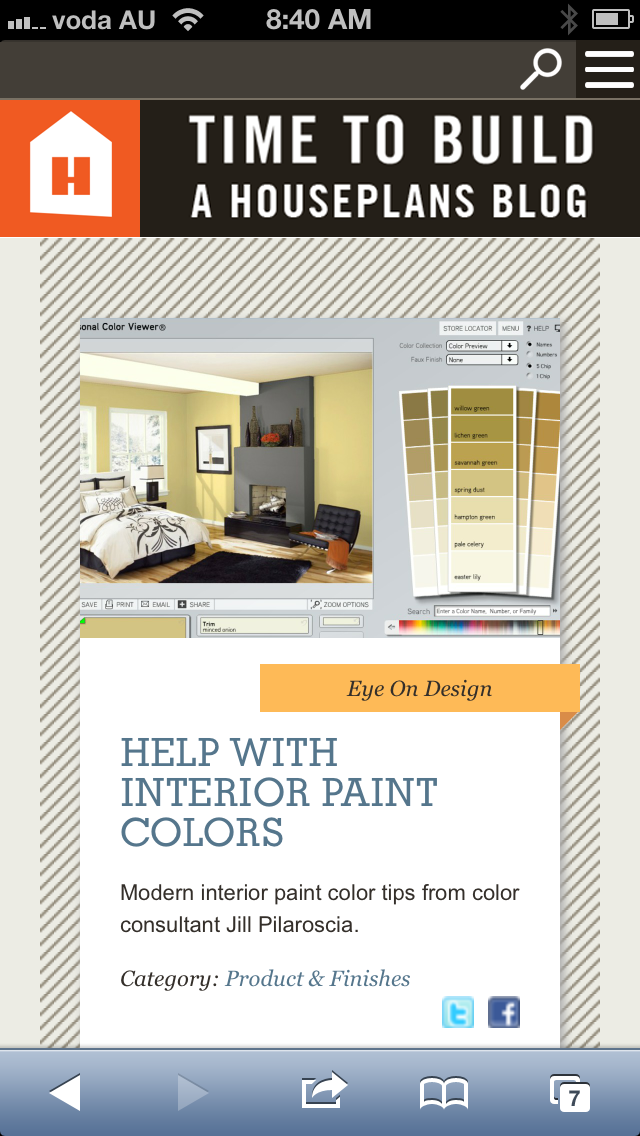 voda AU 8:40 AM
H
TIME TO BUILD
A HOUSEPLANS BLOG
onal Color Viewer®
STORE LOCATOR MENU ? HELP
Color Collection Color Preview
Names
Numbers
Faux Finish None
5 Chip
1 Chip
willow green
lichen green
savannah green
spring dust
hampton green
pale celery
easter lily
SAVE PRINT EMAIL SHARE ZOOM OPTIONS
Search Enter a Color Name, Number, or Family
Trim
minced onion
Eye On Design
HELP WITH
INTERIOR PAINT
COLORS
Modern interior paint color tips from color
consultant Jill Pilaroscia.
Category: Product & Finishes
t f
7